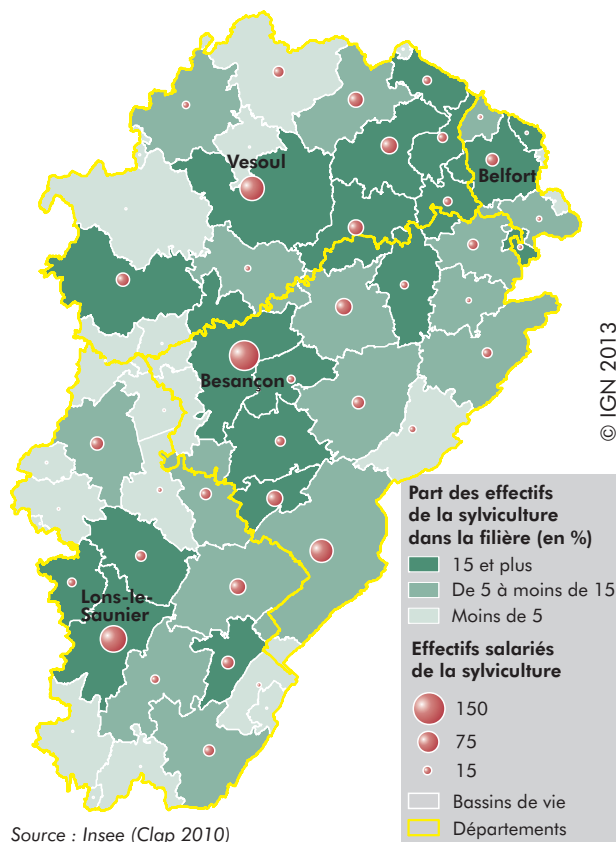 Vesoul
Belfort
Besançon
Lons-le-
Saunier
© IGN 2013
Part des effectifs
de la sylviculture
dans la filière (en %)
15 et plus
De 5 à moins de 15
Moins de 5
Effectifs salariés
de la sylviculture
150
75
15
Bassins de vie
Départements
Source : Insee (Clap 2010)